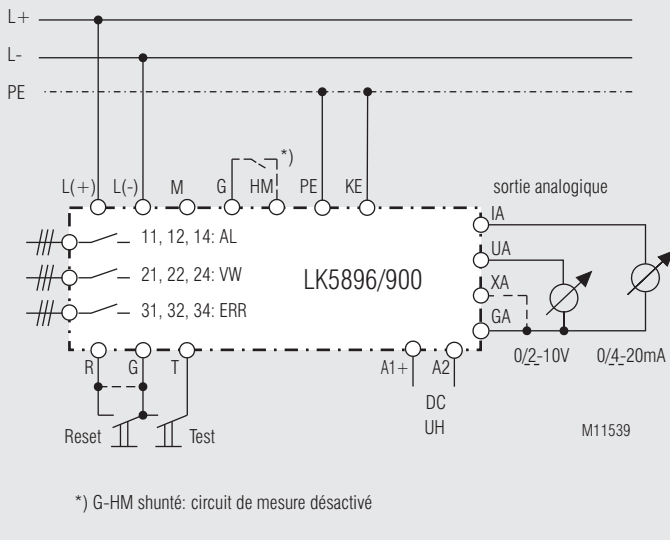 L+
L-
PE
*)
L(+) L(-) M G HM PE KE
sortie analogique
IA
11, 12, 14: AL
UA
21, 22, 24: VW
LK5896/900
XA
31, 32, 34: ERR
GA
0/2-10V 0/4-20mA
R G T A1+ A2
DC
UH
Reset Test
M11539
*) G-HM shunté: circuit de mesure désactivé